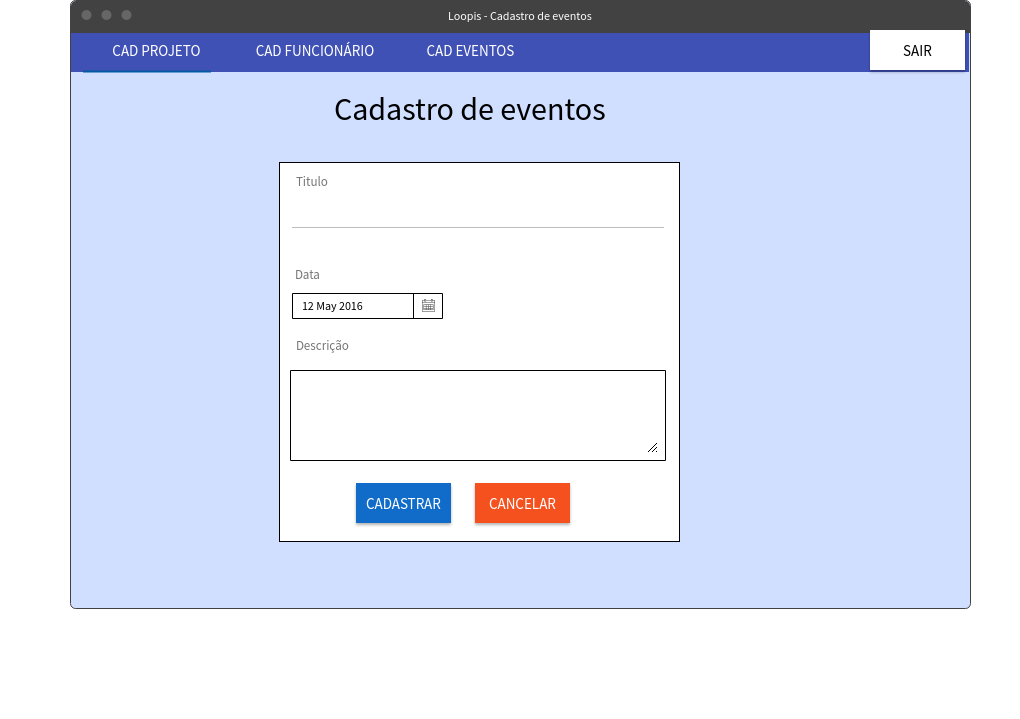 Loopis - Cadastro de eventos
CAD PROJETO CAD FUNCIONÁRIO CAD EVENTOS SAIR
Cadastro de eventos
Titulo
Data
12 May 2016
Descrição
CADASTRAR CANCELAR